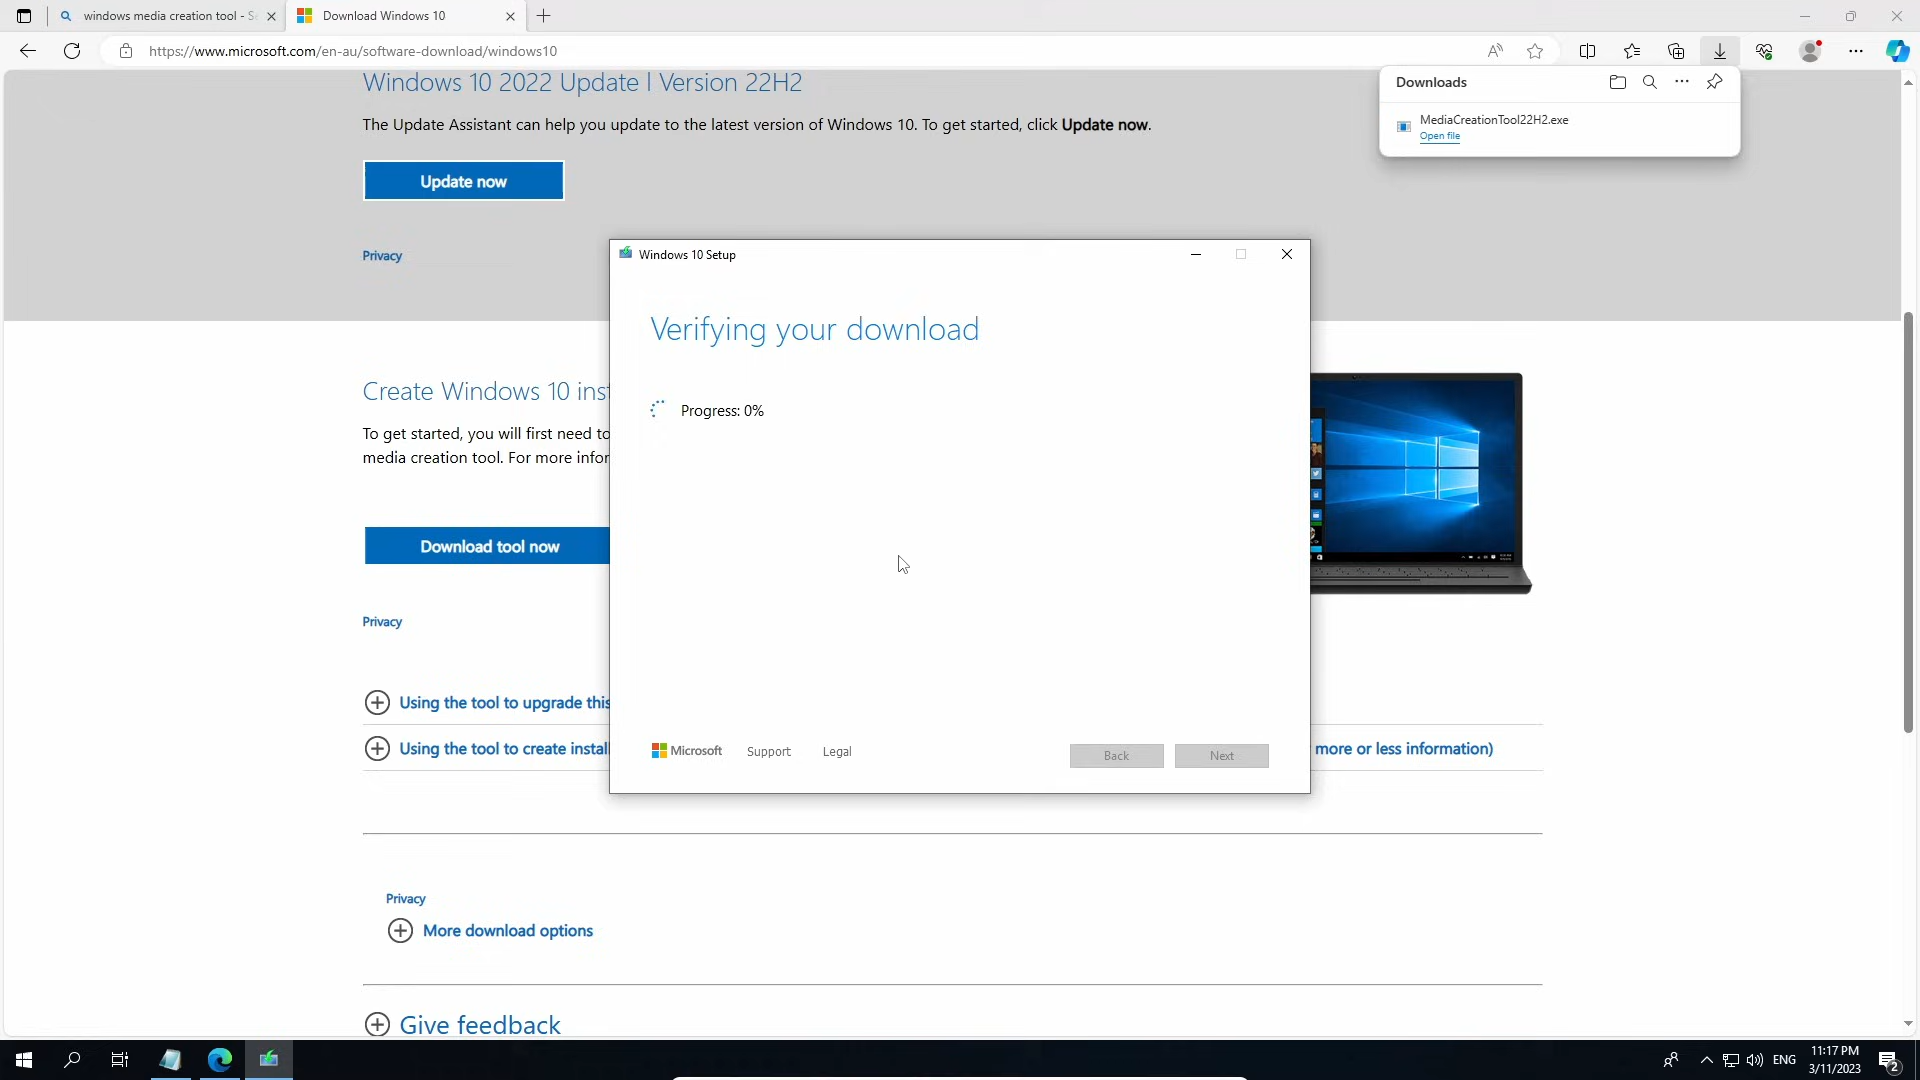 windows media creation tool - Se
Download Windows 10
https://www.microsoft.com/en-au/software-download/windows10
Windows 10 2022 Update l Version 22H2
The Update Assistant can help you update to the latest version of Windows 10. To get started, click Update now.
Update now
Privacy
Downloads
MediaCreationTool22H2.exe
Open file
Windows 10 Setup
Verifying your download
Progress: 0%
Microsoft
Support
Legal
Back
Next
Create Windows 10 inst
To get started, you will first need to
media creation tool. For more infor
Download tool now
Privacy
Using the tool to upgrade this
Using the tool to create install
more or less information)
Privacy
More download options
Give feedback
ENG
11:17 PM
3/11/2023
2